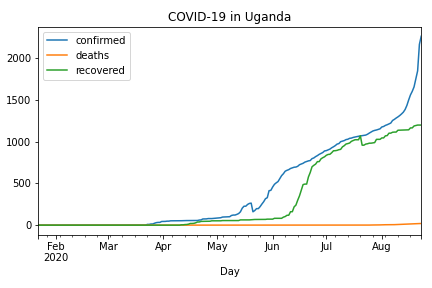 COVID-19 in Uganda
confirmed
deaths
recovered
2000
1500
1000
500
0
Feb Mar Apr May Jun Jul Aug
2020
Day